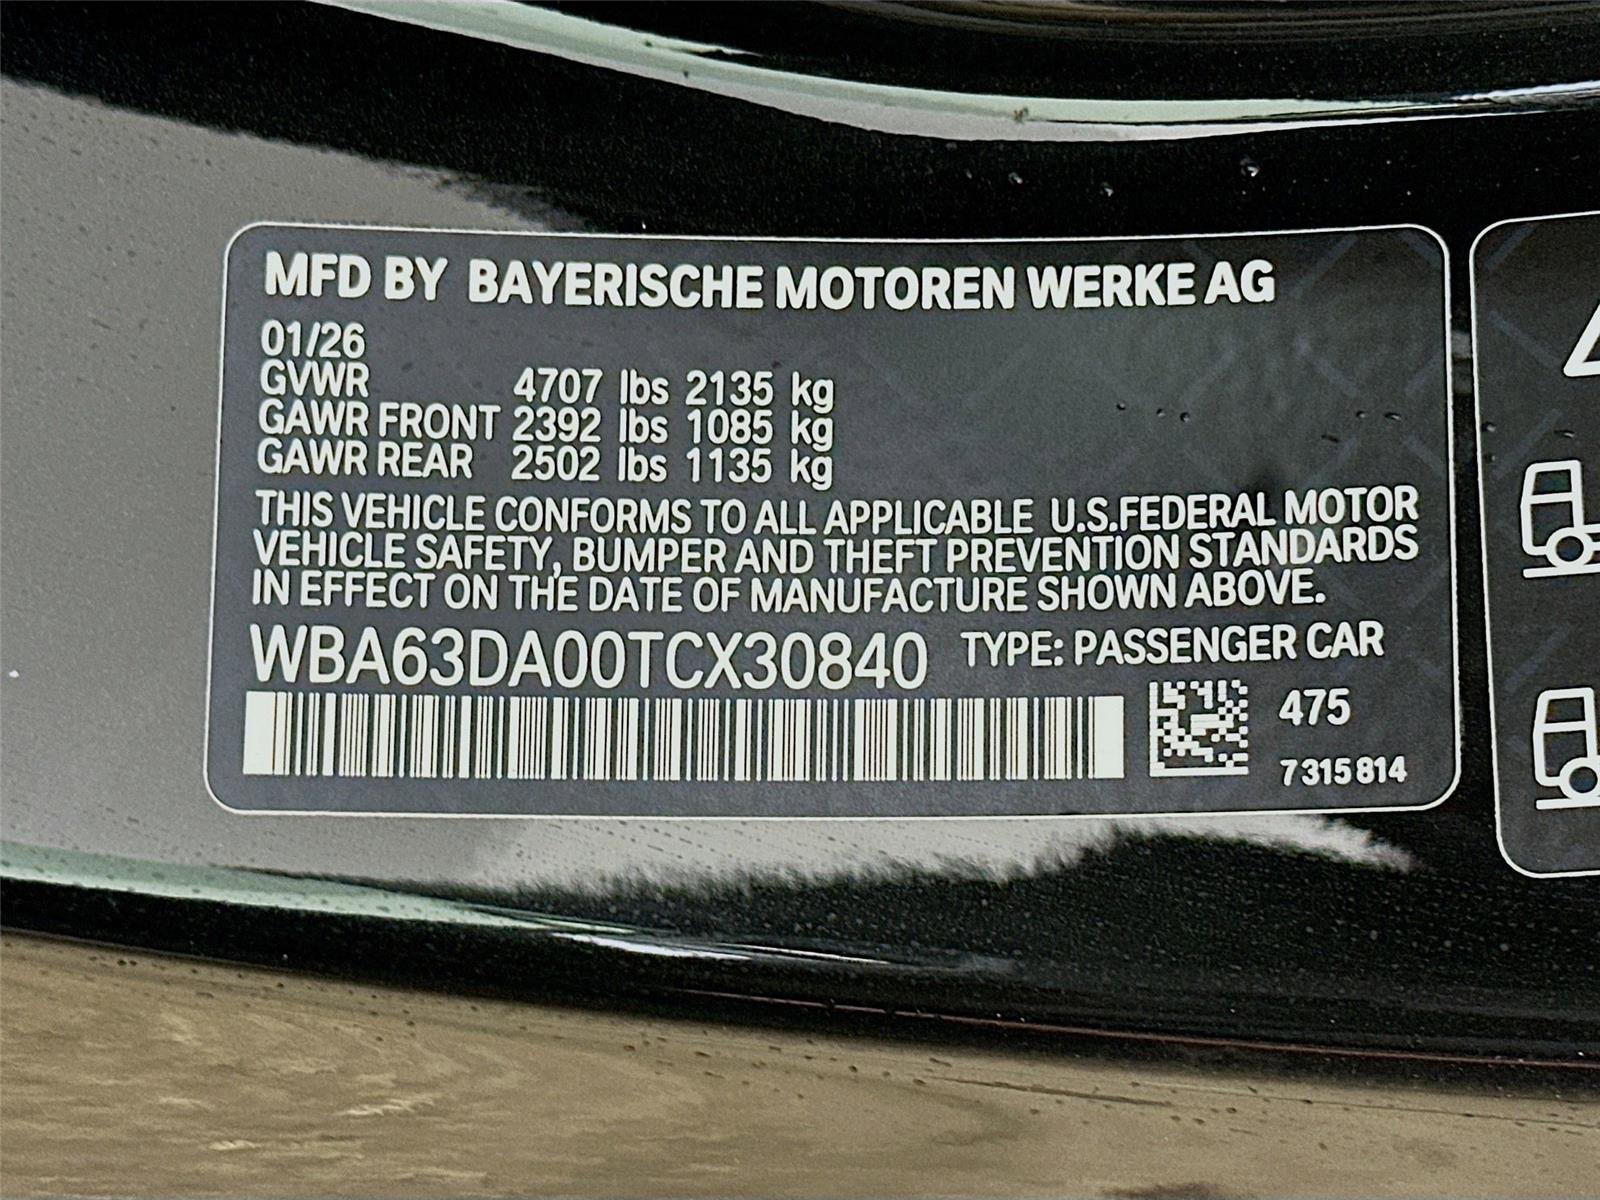 MFD BY BAYERISCHE MOTOREN WERKE AG
01/26
GVWR 4707 lbs 2135 kg
GAWR FRONT 2392 lbs 1085 kg
GAWR REAR 2502 lbs 1135 kg
THIS VEHICLE CONFORMS TO ALL APPLICABLE U.S.FEDERAL MOTOR
VEHICLE SAFETY, BUMPER AND THEFT PREVENTION STANDARDS
IN EFFECT ON THE DATE OF MANUFACTURE SHOWN ABOVE.
WBA63DA00TCX30840 TYPE: PASSENGER CAR
475
7315814